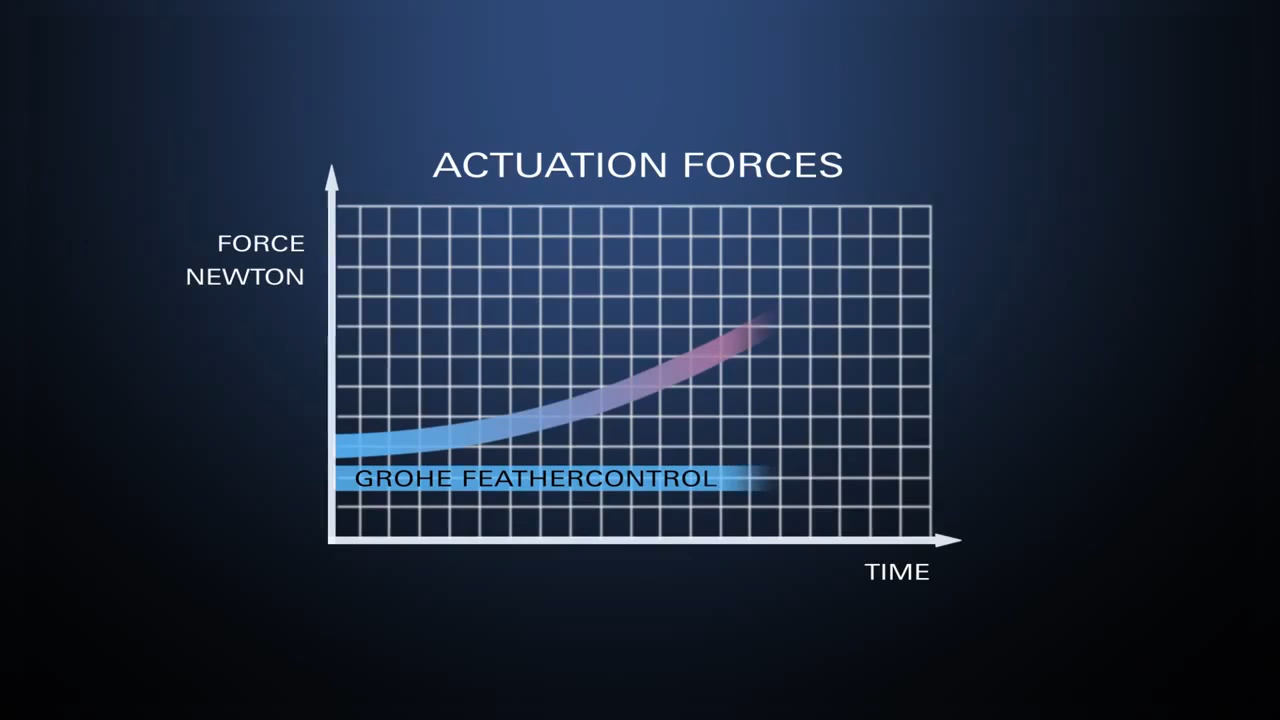 ACTUATION FORCES
FORCE
NEWTON
GROHE FEATHERCONTROL
TIME